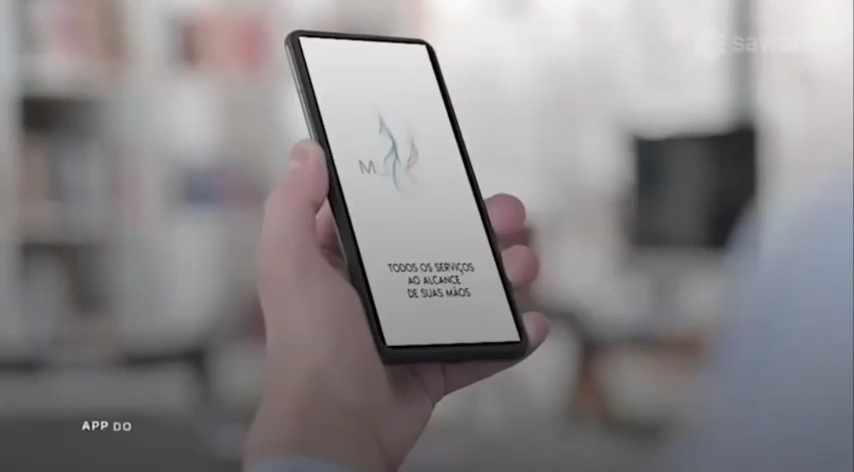 M
TODOS OS SERVIÇOS
AO ALCANCE
DE SUAS MÃOS
APP DO